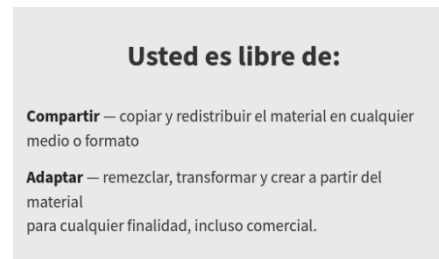 Usted es libre de:
Compartir — copiar y redistribuir el material en cualquier
medio o formato
Adaptar — remezclar, transformar y crear a partir del
material
para cualquier finalidad, incluso comercial.